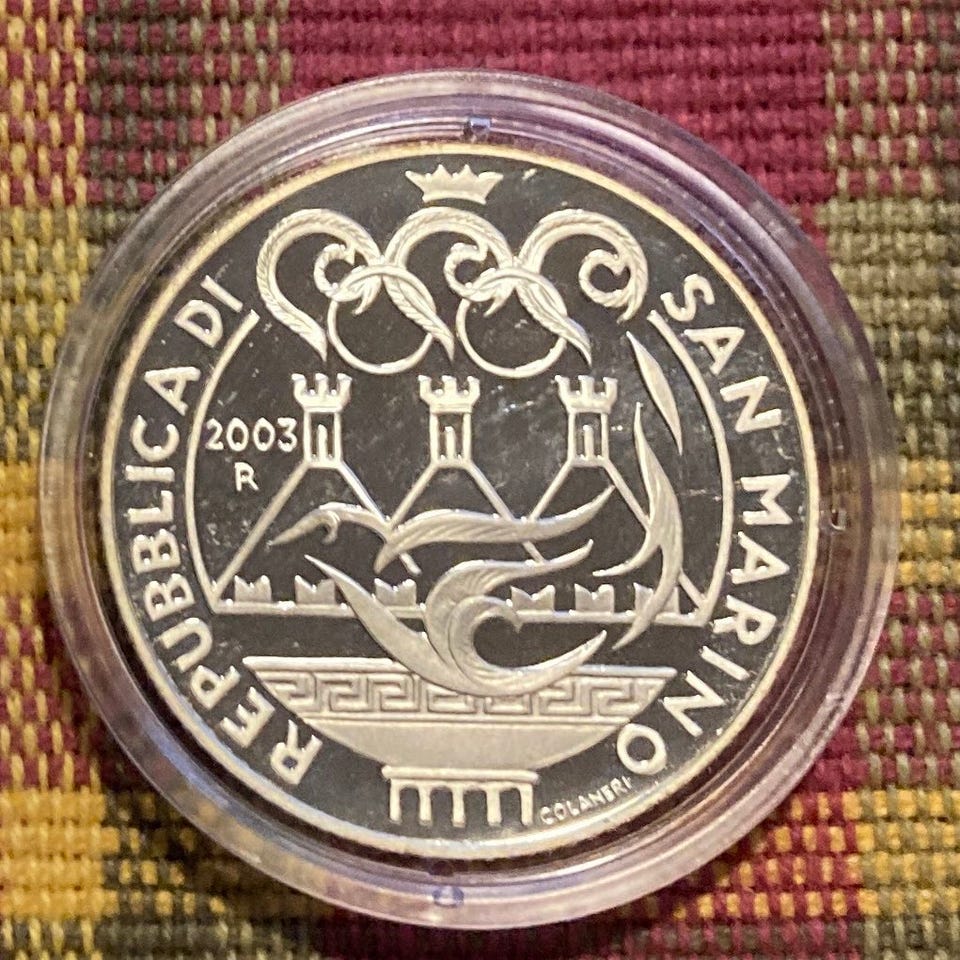 REPUBBLICA DI SAN MARINO
2003
R
COLANERI